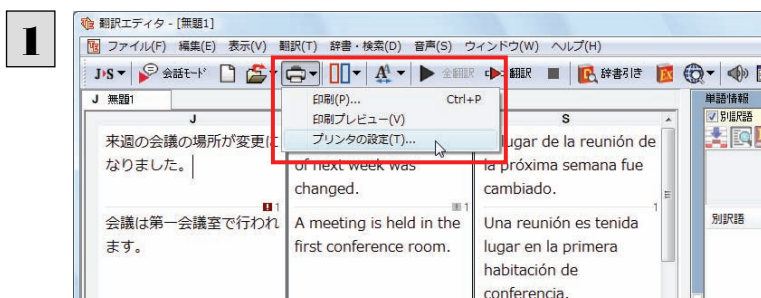 1
翻訳エディタ - [無題1]
ファイル(F) 編集(E) 表示(V) 翻訳(T) 辞書・検索(D) 音声(S) ウィンドウ(W) ヘルプ(H)
J›S 会話モード 全翻訳 翻訳 辞書引き
J 無題1
単語情報
印刷(P)... Ctrl+P
印刷プレビュー(V)
プリンタの設定(T)...
J
来週の会議の場所が変更に
なりました。
1
会議は第一会議室で行われ
ます。
of next week was
changed.
1
A meeting is held in the
first conference room.
S
lugar de la reunión de
la próxima semana fue
cambiado.
1
Una reunión es tenida
lugar en la primera
habitación de
conferencia.
別訳語
別訳語